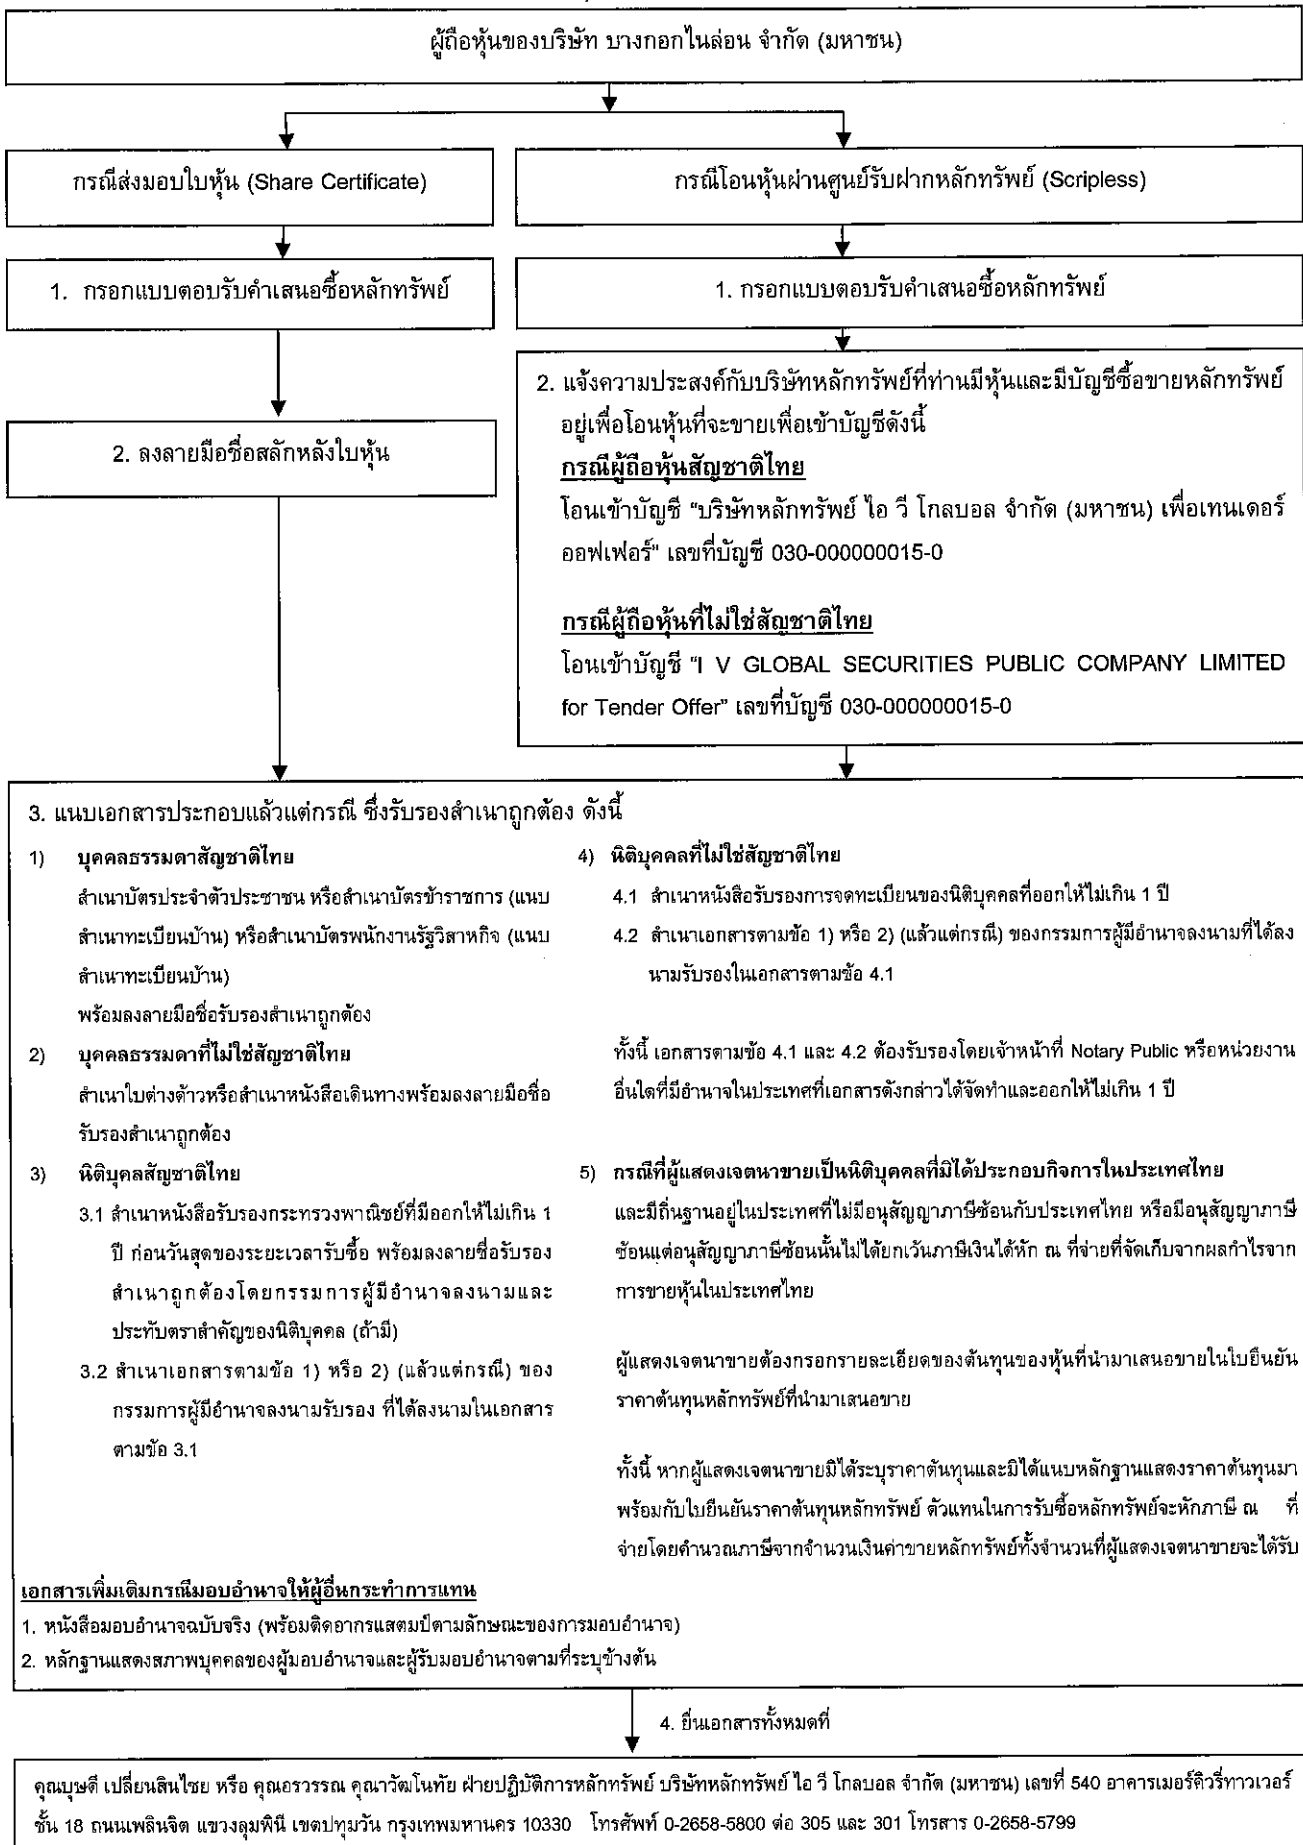 ผู้ถือหุ้นของบริษัท บางกอกไนล่อน จำกัด (มหาชน)
กรณีส่งมอบใบหุ้น (Share Certificate)
กรณีโอนหุ้นผ่านศูนย์รับฝากหลักทรัพย์ (Scripless)
1. กรอกแบบตอบรับคำเสนอซื้อหลักทรัพย์
1. กรอกแบบตอบรับคำเสนอซื้อหลักทรัพย์
2. ลงลายมือชื่อสลักหลังใบหุ้น
2. แจ้งความประสงค์กับบริษัทหลักทรัพย์ที่ท่านมีหุ้นและมีบัญชีซื้อขายหลักทรัพย์
อยู่เพื่อโอนหุ้นที่จะขายเพื่อเข้าบัญชีดังนี้
กรณีผู้ถือหุ้นสัญชาติไทย
โอนเข้าบัญชี "บริษัทหลักทรัพย์ ไอ วี โกลบอล จำกัด (มหาชน) เพื่อเทนเดอร์
ออฟเฟอร์" เลขที่บัญชี 030-000000015-0
กรณีผู้ถือหุ้นที่ไม่ใช่สัญชาติไทย
โอนเข้าบัญชี "I V GLOBAL SECURITIES PUBLIC COMPANY LIMITED
for Tender Offer" เลขที่บัญชี 030-000000015-0
3. แนบเอกสารประกอบแล้วแต่กรณี ซึ่งรับรองสำเนาถูกต้อง ดังนี้
1) บุคคลธรรมดาสัญชาติไทย
สำเนาบัตรประจำตัวประชาชน หรือสำเนาบัตรข้าราชการ (แนบ
สำเนาทะเบียนบ้าน) หรือสำเนาบัตรพนักงานรัฐวิสาหกิจ (แนบ
สำเนาทะเบียนบ้าน)
พร้อมลงลายมือชื่อรับรองสำเนาถูกต้อง
2) บุคคลธรรมดาที่ไม่ใช่สัญชาติไทย
สำเนาใบต่างด้าวหรือสำเนาหนังสือเดินทางพร้อมลงลายมือชื่อ
รับรองสำเนาถูกต้อง
3) นิติบุคลสัญชาติไทย
3.1 สำเนาหนังสือรับรองกระทรวงพาณิชย์ที่มีออกให้ไม่เกิน 1
ปี ก่อนวันสุดของระยะเวลารับซื้อ พร้อมลงลายชื่อรับรอง
สำเนาถูกต้องโดยกรรมการผู้มีอำนาจลงนามและ
ประทับตราสำคัญของนิติบุคคล (ถ้ามี)
3.2 สำเนาเอกสารตามข้อ 1) หรือ 2) (แล้วแต่กรณี) ของ
กรรมการผู้มีอำนาจลงนามรับรอง ที่ได้ลงนามในเอกสาร
ตามข้อ 3.1
4) นิติบุคคลที่ไม่ใช่สัญชาติไทย
4.1 สำเนาหนังสือรับรองการจดทะเบียนของนิติบุคคลที่ออกให้ไม่เกิน 1 ปี
4.2 สำเนาเอกสารตามข้อ 1) หรือ 2) (แล้วแต่กรณี) ของกรรมการผู้มีอำนาจลงนามที่ได้ลง
นามรับรองในเอกสารตามข้อ 4.1
ทั้งนี้ เอกสารตามข้อ 4.1 และ 4.2 ต้องรับรองโดยเจ้าหน้าที่ Notary Public หรือหน่วยงาน
อื่นใดที่มีอำนาจในประเทศที่เอกสารดังกล่าวได้จัดทำและออกให้ไม่เกิน 1 ปี
5) กรณีที่ผู้แสดงเจตนาขายเป็นนิติบุคคลที่มิได้ประกอบกิจการในประเทศไทย
และมีถิ่นฐานอยู่ในประเทศที่ไม่มีอนุสัญญาภาษีซ้อนกับประเทศไทย หรือมีอนุสัญญาภาษี
ซ้อนแต่อนุสัญญาภาษีซ้อนนั้นไม่ได้ยกเว้นภาษีเงินได้หัก ณ ที่จ่ายที่จัดเก็บจากผลกำไรจาก
การขายหุ้นในประเทศไทย
ผู้แสดงเจตนาขายต้องกรอกรายละเอียดของต้นทุนของหุ้นที่นำมาเสนอขายในใบยืนยัน
ราคาต้นทุนหลักทรัพย์ที่นำมาเสนอขาย
ทั้งนี้ หากผู้แสดงเจตนาขายมิได้ระบุราคาต้นทุนและมิได้แนบหลักฐานแสดงราคาต้นทุนมา
พร้อมกับใบยืนยันราคาต้นทุนหลักทรัพย์ ตัวแทนในการรับซื้อหลักทรัพย์จะหักภาษี ณ ที่
จ่ายโดยคำนวณภาษีจากจำนวนเงินค่าขายหลักทรัพย์ทั้งจำนวนที่ผู้แสดงเจตนาขายจะได้รับ
เอกสารเพิ่มเติมกรณีมอบอำนาจให้ผู้อื่นกระทำการแทน
1. หนังสือมอบอำนาจฉบับจริง (พร้อมติดอากรแสตมป์ตามลักษณะของการมอบอำนาจ)
2. หลักฐานแสดงสภาพบุคคลของผู้มอบอำนาจและผู้รับมอบอำนาจตามที่ระบุข้างต้น
4. ยื่นเอกสารทั้งหมดที่
คุณบุษดี เปลี่ยนสินไชย หรือ คุณอรวรรณ คุณาวัฒโนทัย ฝ่ายปฏิบัติการหลักทรัพย์ บริษัทหลักทรัพย์ ไอ วี โกลบอล จำกัด (มหาชน) เลขที่ 540 อาคารเมอร์คิวรี่ทาวเวอร์
ชั้น 18 ถนนเพลินจิต แขวงลุมพินี เขตปทุมวัน กรุงเทพมหานคร 10330 โทรศัพท์ 0-2658-5800 ต่อ 305 และ 301 โทรสาร 0-2658-5799